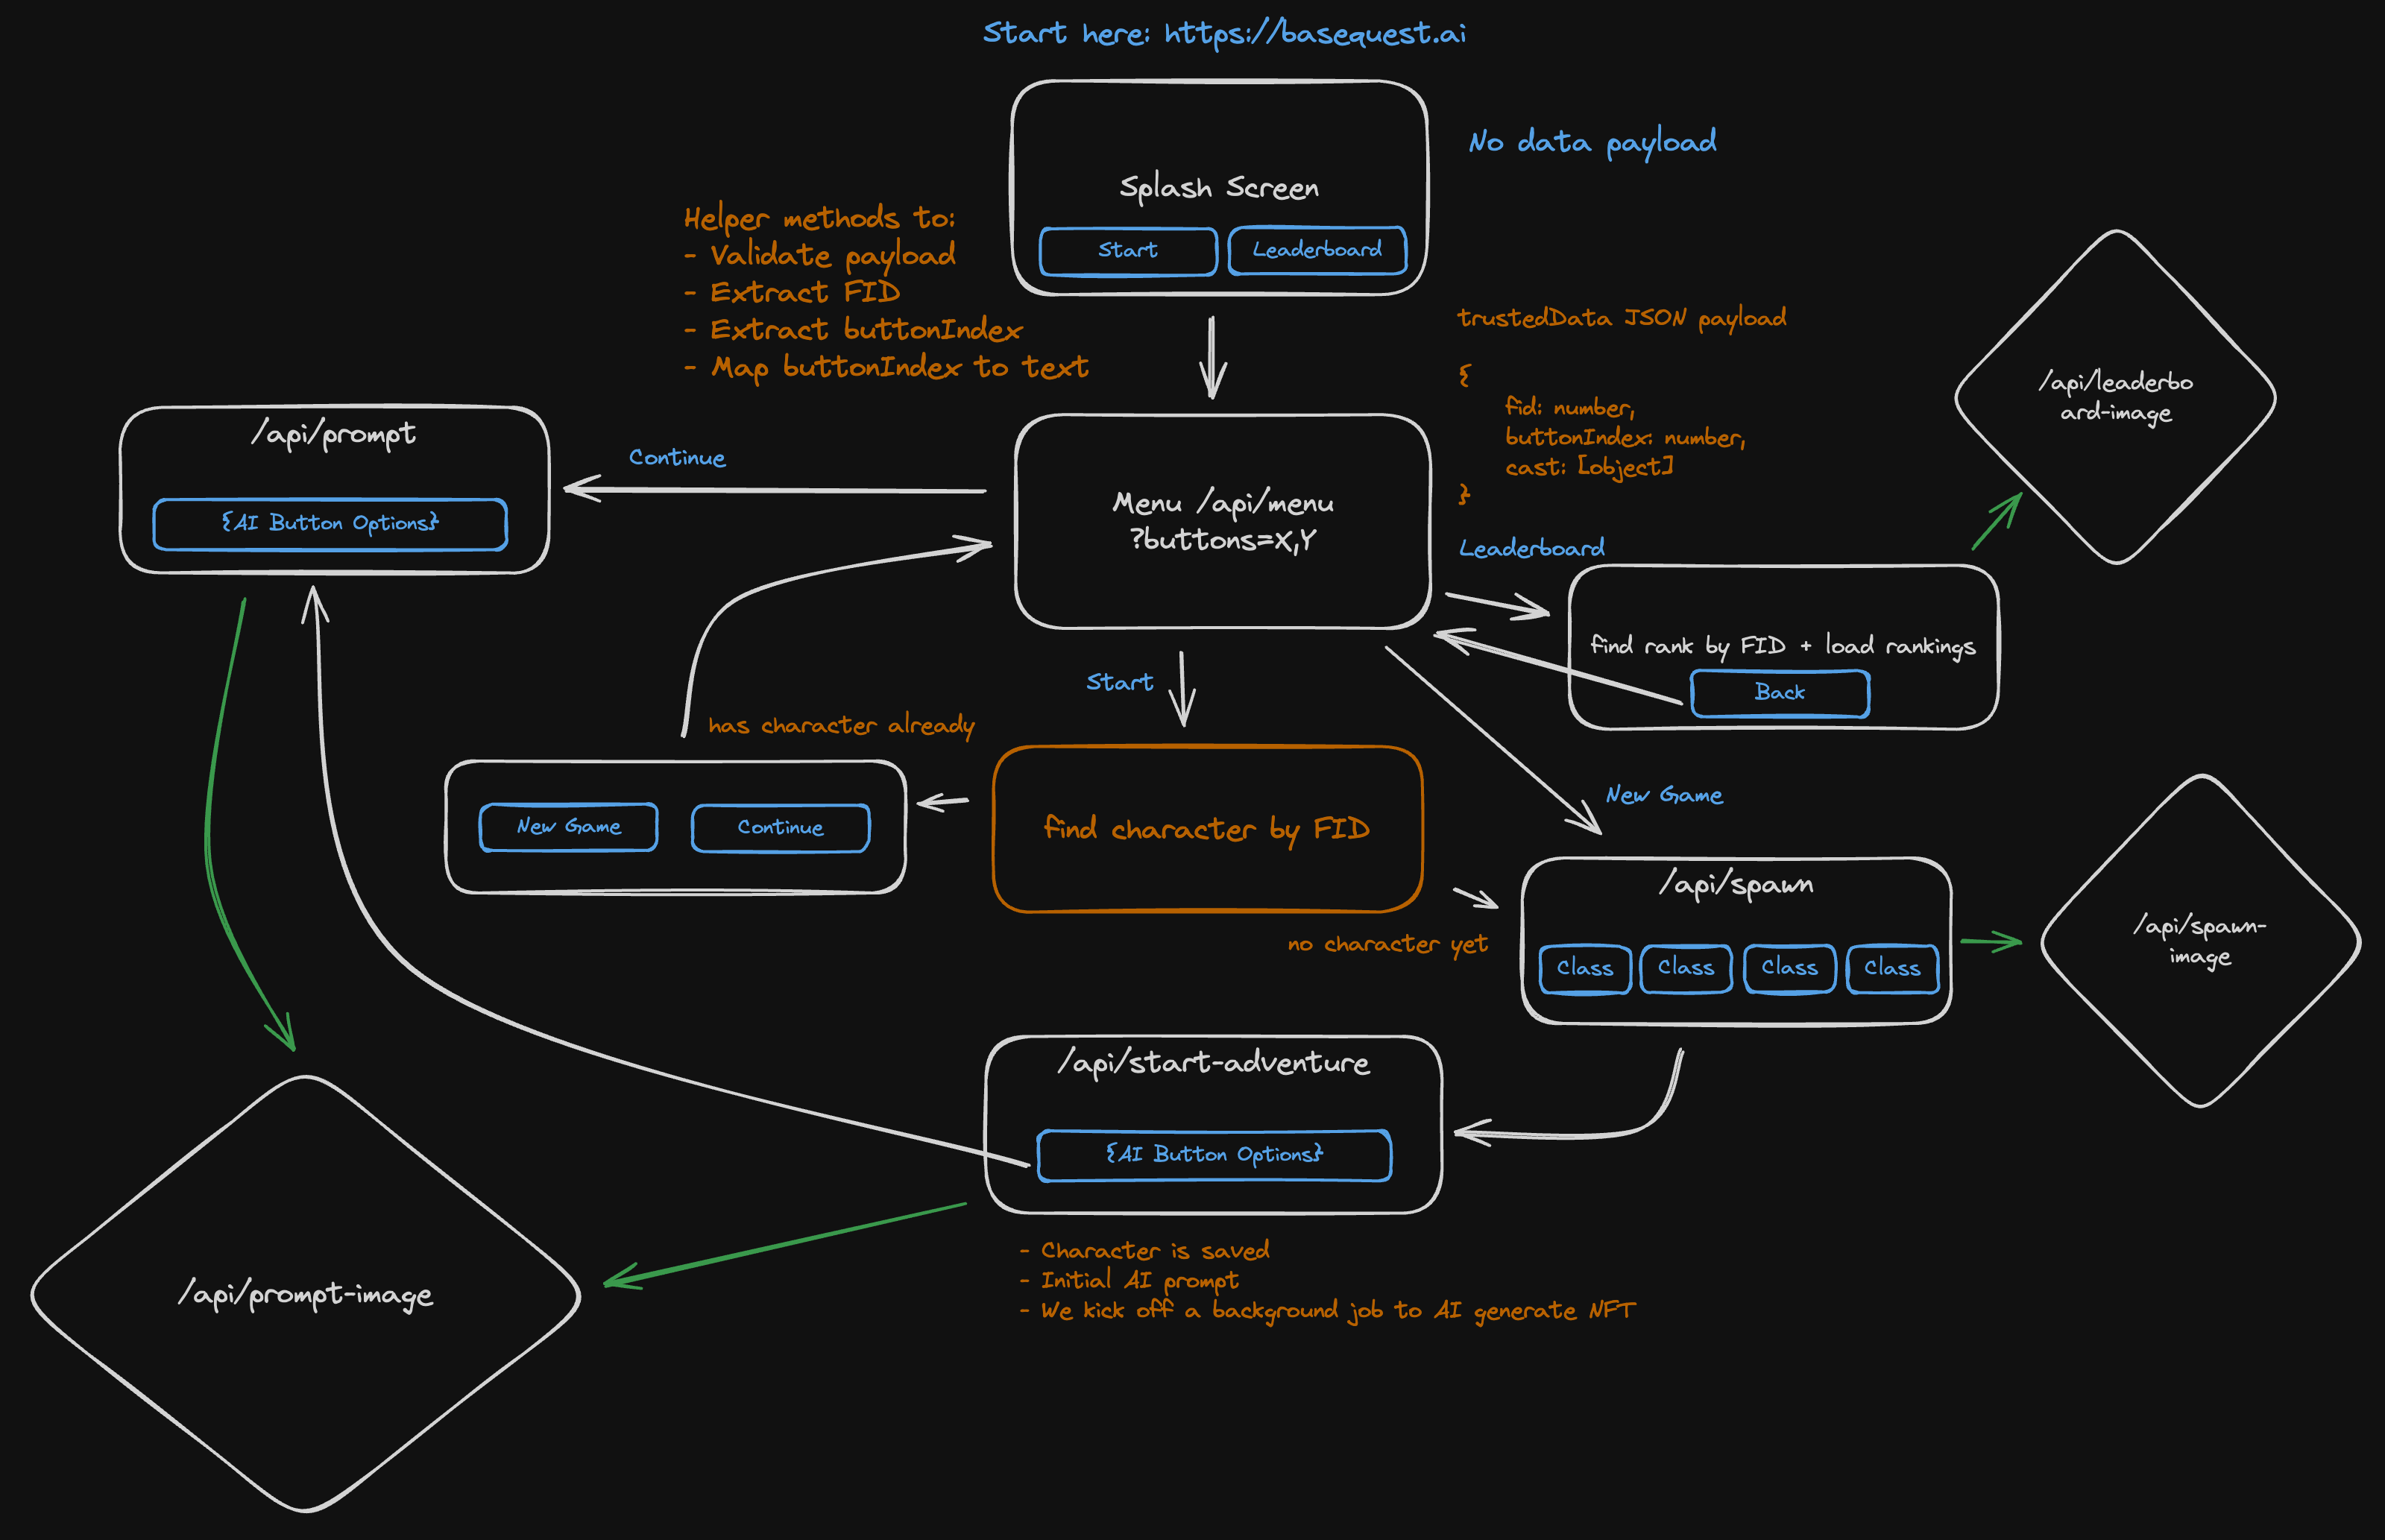 Start here: https://basequest.ai
No data payload
Splash Screen
Start
Leaderboard
Helper methods to:
- Validate payload
- Extract FID
- Extract buttonIndex
- Map buttonIndex to text
trustedData JSON payload
{
fid: number,
buttonIndex: number,
cast: [object]
}
/api/leaderbo
ard-image
/api/prompt
{AI Button Options}
Continue
Menu /api/menu
?buttons=X,Y
Leaderboard
find rank by FID + load rankings
Back
Start
has character already
New Game
Continue
find character by FID
New Game
no character yet
/api/spawn
Class
Class
Class
Class
/api/spawn-
image
/api/start-adventure
{AI Button Options}
- Character is saved
- Initial AI prompt
- We kick off a background job to AI generate NFT
/api/prompt-image